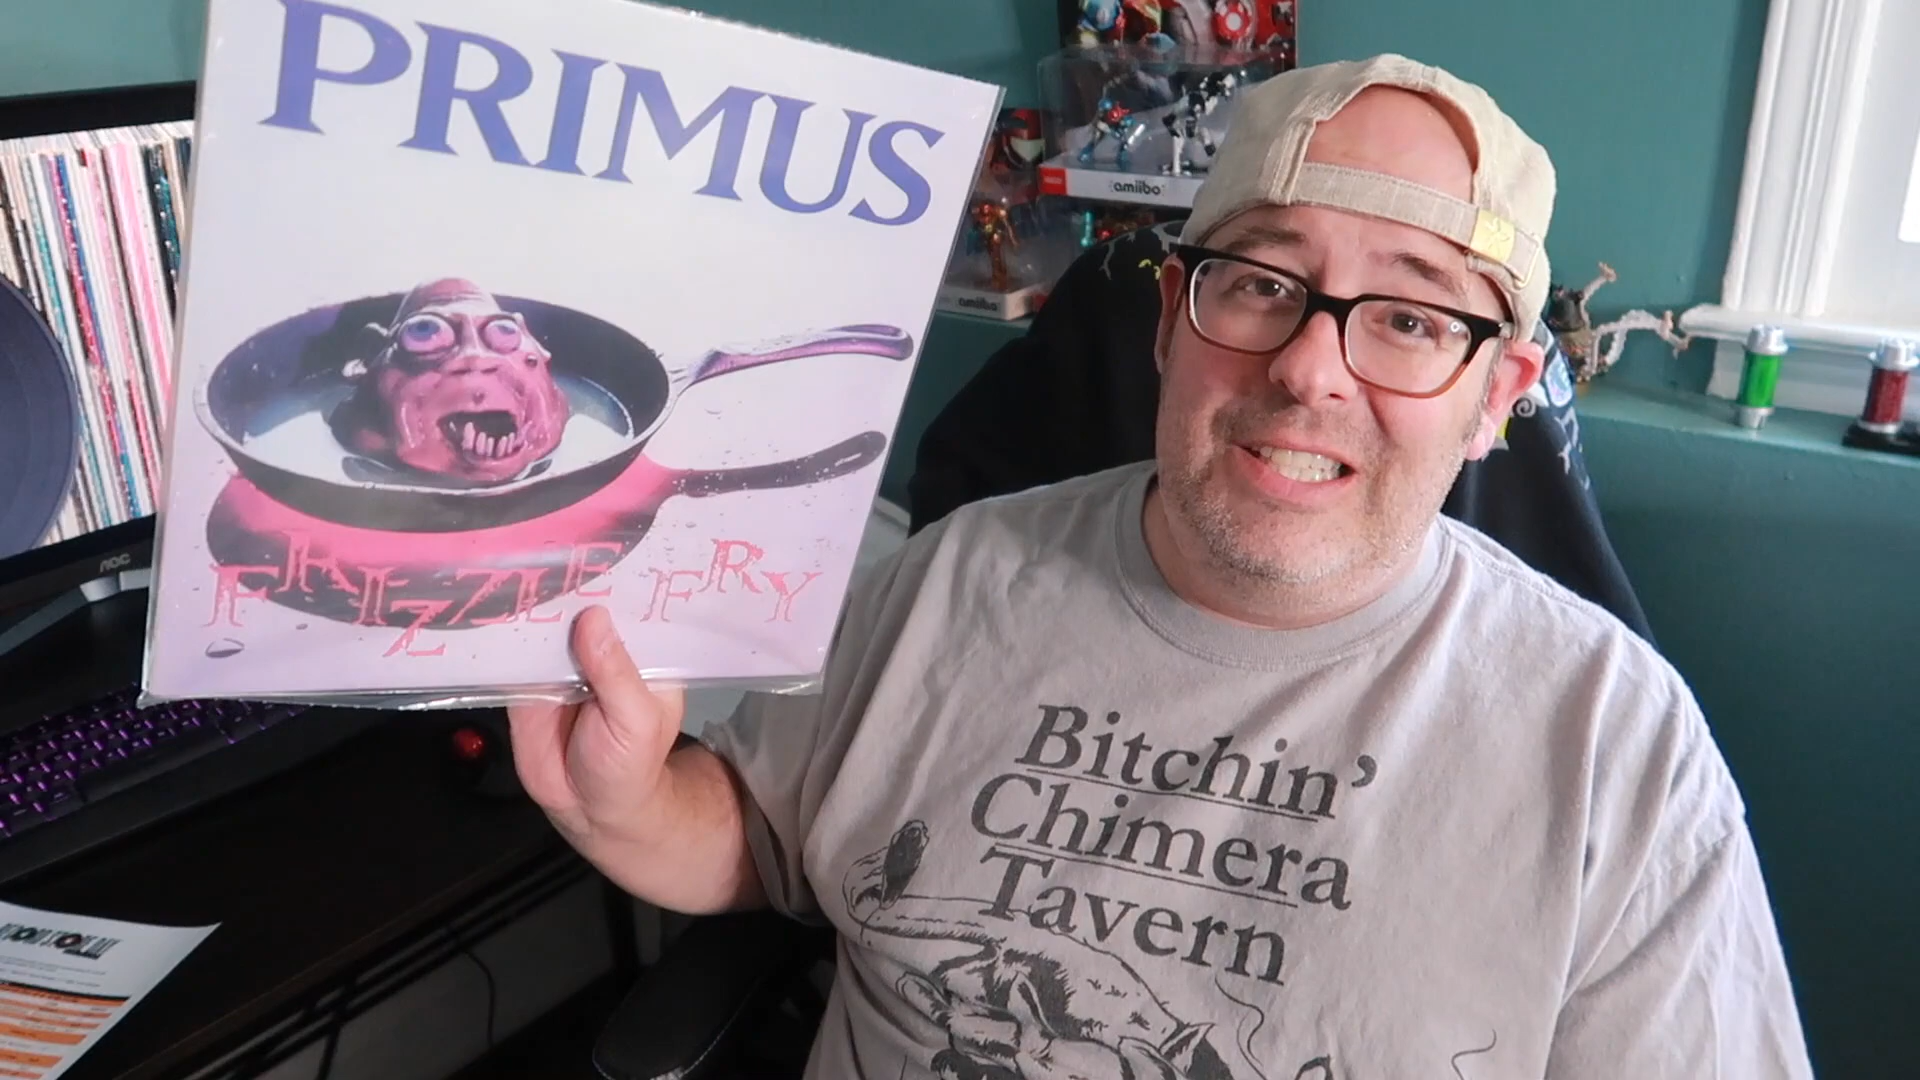 PRIMUS
FRIZZLE FRY
amiibo
amiibo
Bitchin'
Chimera
Tavern
AOC